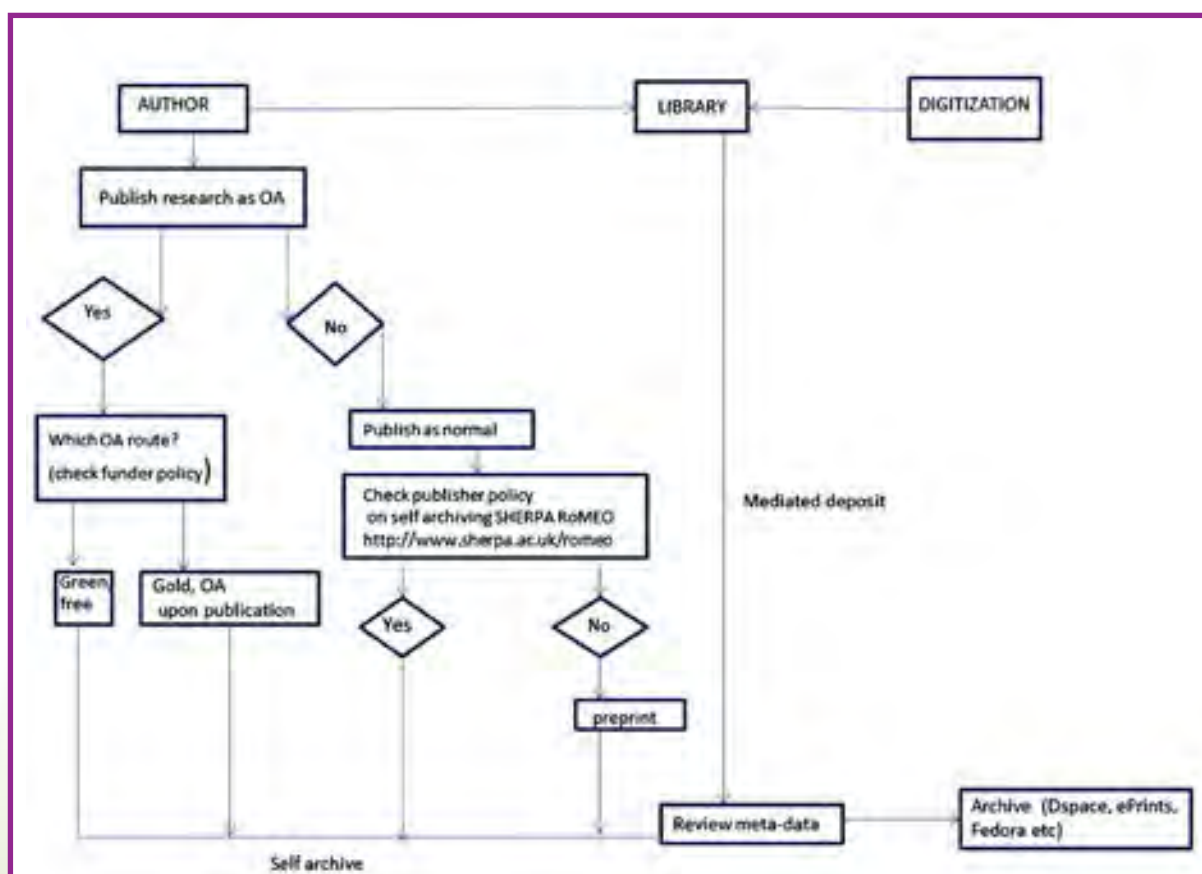 AUTHOR
LIBRARY
DIGITIZATION
Publish research as OA
Yes
No
Which OA route?
(check funder policy)
Publish as normal
Check publisher policy
on self archiving SHERPA RoMEO
http://www.sherpa.ac.uk/romeo
Mediated deposit
Green,
free
Gold, OA
upon publication
Yes
No
preprint
Review meta-data
Archive (Dspace, ePrints,
Fedora etc)
Self archive